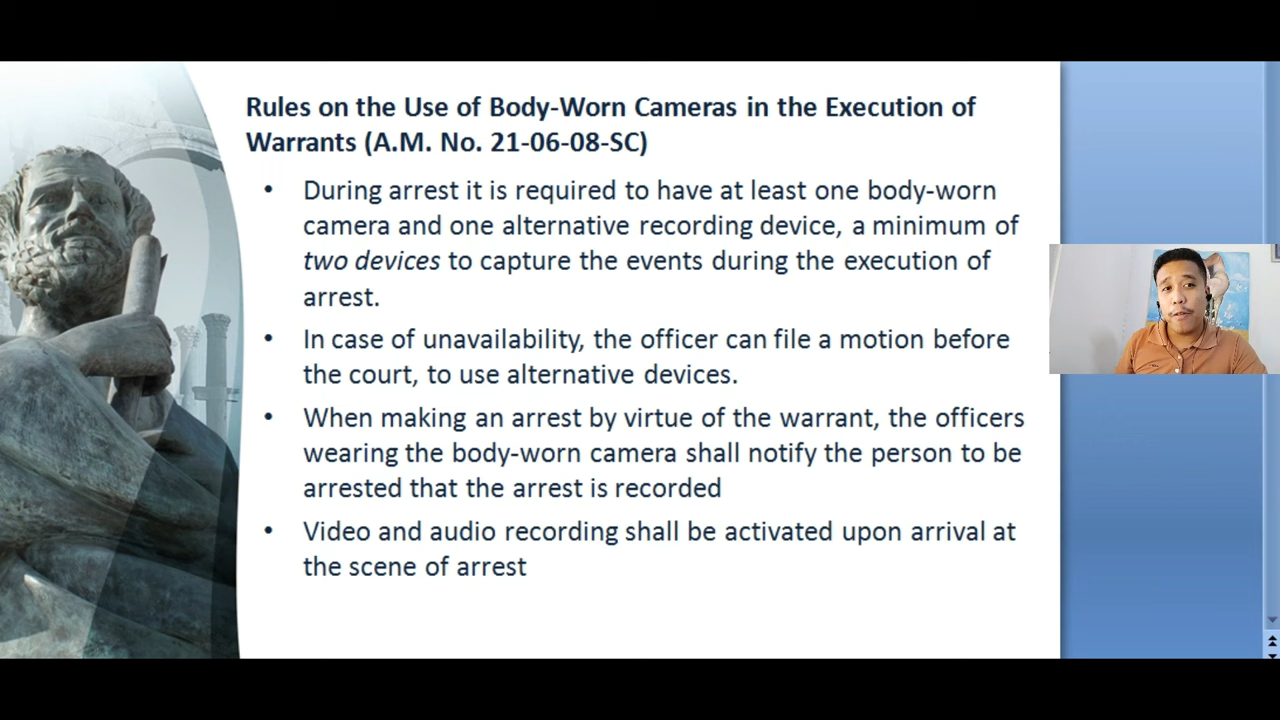 Rules on the Use of Body-Worn Cameras in the Execution of
Warrants (A.M. No. 21-06-08-SC)
• During arrest it is required to have at least one body-worn
camera and one alternative recording device, a minimum of
two devices to capture the events during the execution of
arrest.
• In case of unavailability, the officer can file a motion before
the court, to use alternative devices.
• When making an arrest by virtue of the warrant, the officers
wearing the body-worn camera shall notify the person to be
arrested that the arrest is recorded
• Video and audio recording shall be activated upon arrival at
the scene of arrest